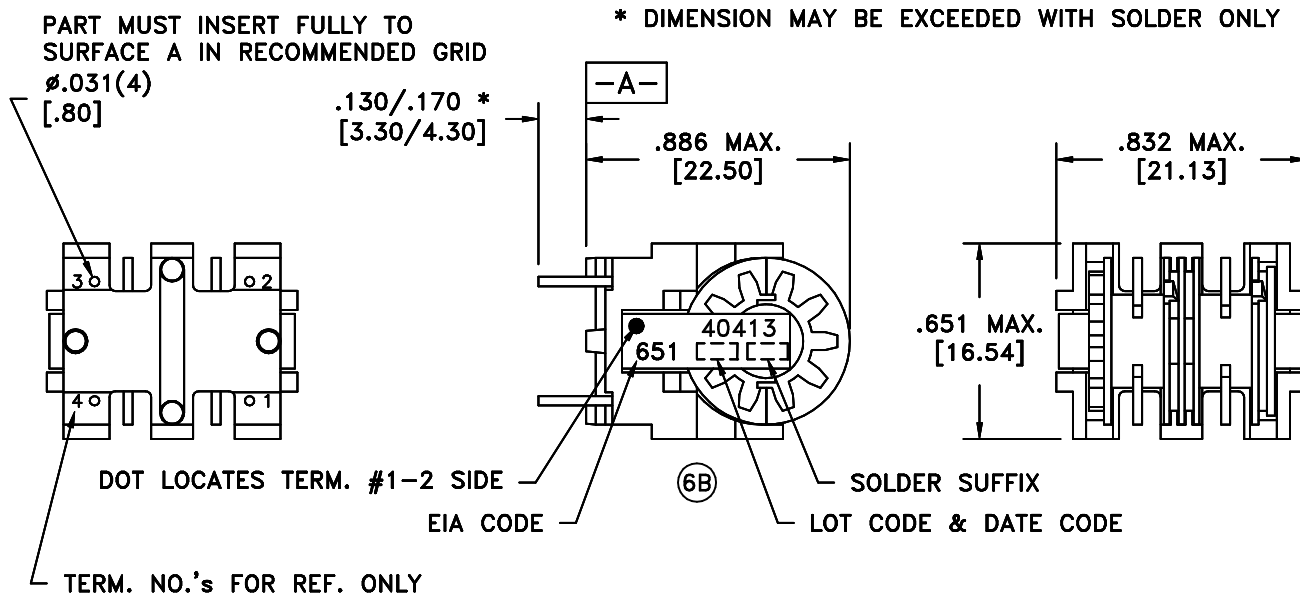 PART MUST INSERT FULLY TO
SURFACE A IN RECOMMENDED GRID
ø.031(4)
[.80]
* DIMENSION MAY BE EXCEEDED WITH SOLDER ONLY
-A-
.130/.170 *
[3.30/4.30]
.886 MAX.
[22.50]
.832 MAX.
[21.13]
3
2
4
1
40413
651
.651 MAX.
[16.54]
DOT LOCATES TERM. #1-2 SIDE
6B
SOLDER SUFFIX
EIA CODE
LOT CODE & DATE CODE
TERM. NO.'s FOR REF. ONLY